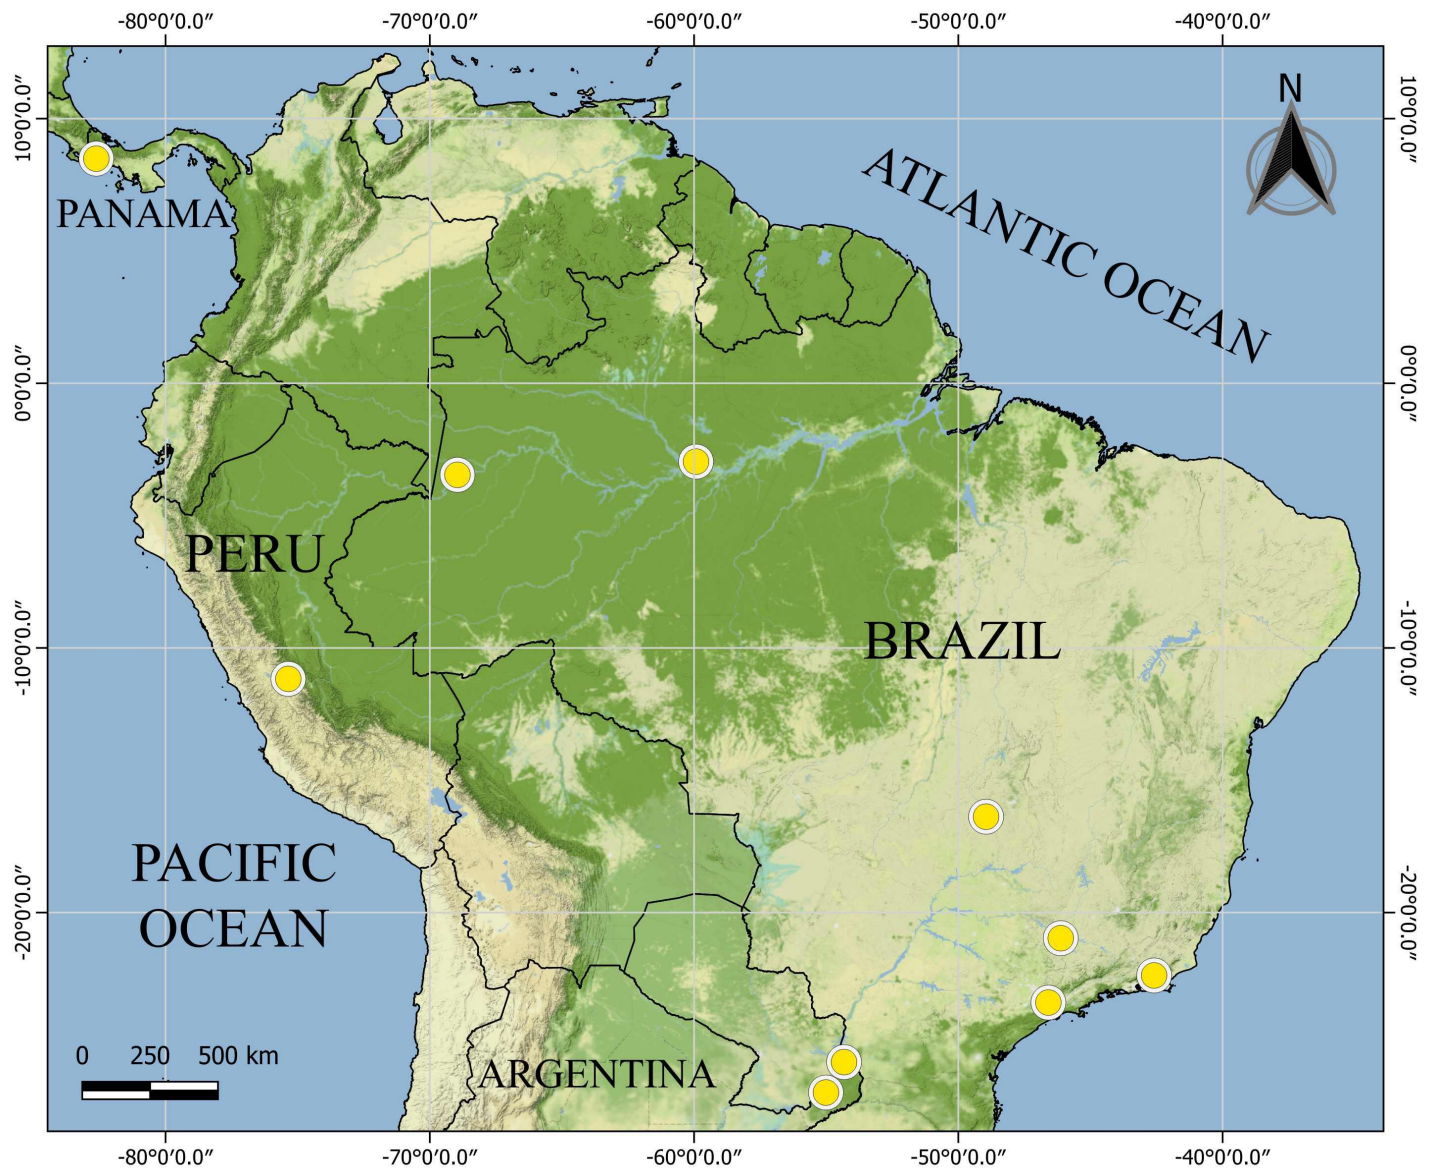 -80°0′0.0″ -70°0′0.0″ -60°0′0.0″ -50°0′0.0″ -40°0′0.0″
10°0′0.0″
10°0′0.0″
N
ATLANTIC OCEAN
PANAMA
0°0′0.0″
0°0′0.0″
PERU
BRAZIL
-10°0′0.0″
-10°0′0.0″
PACIFIC
OCEAN
-20°0′0.0″
-20°0′0.0″
0 250 500 km
ARGENTINA
-80°0′0.0″ -70°0′0.0″ -60°0′0.0″ -50°0′0.0″ -40°0′0.0″